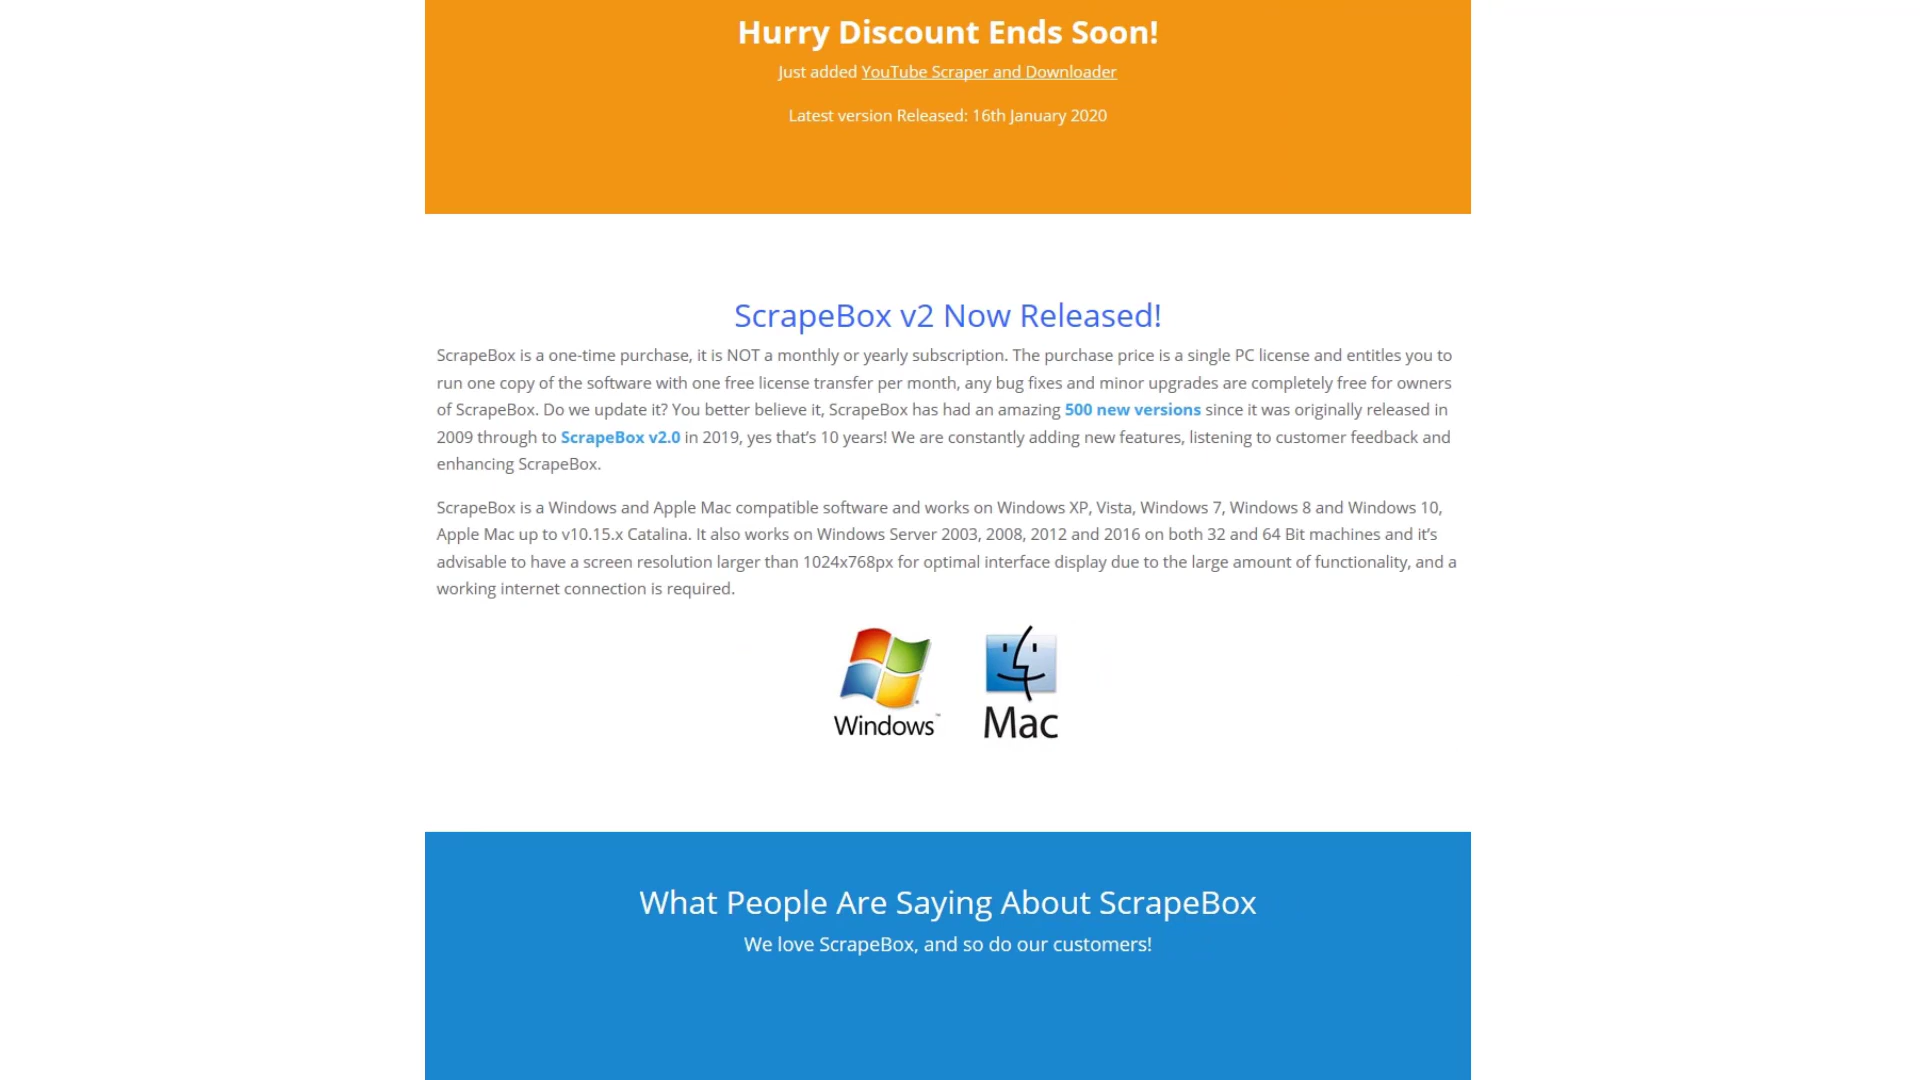 Hurry Discount Ends Soon!
Just added YouTube Scraper and Downloader
Latest version Released: 16th January 2020
ScrapeBox v2 Now Released!
ScrapeBox is a one-time purchase, it is NOT a monthly or yearly subscription. The purchase price is a single PC license and entitles you to
run one copy of the software with one free license transfer per month, any bug fixes and minor upgrades are completely free for owners
of ScrapeBox. Do we update it? You better believe it, ScrapeBox has had an amazing 500 new versions since it was originally released in
2009 through to ScrapeBox v2.0 in 2019, yes that’s 10 years! We are constantly adding new features, listening to customer feedback and
enhancing ScrapeBox.
ScrapeBox is a Windows and Apple Mac compatible software and works on Windows XP, Vista, Windows 7, Windows 8 and Windows 10,
Apple Mac up to v10.15.x Catalina. It also works on Windows Server 2003, 2008, 2012 and 2016 on both 32 and 64 Bit machines and it’s
advisable to have a screen resolution larger than 1024x768px for optimal interface display due to the large amount of functionality, and a
working internet connection is required.
Windows™ Mac
What People Are Saying About ScrapeBox
We love ScrapeBox, and so do our customers!